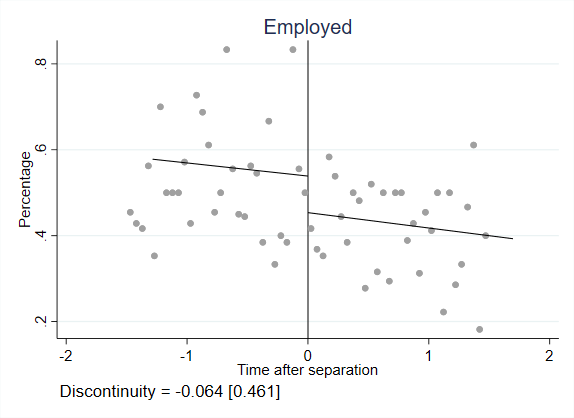 Employed
Percentage
.8
.6
.4
.2
-2 -1 0 1 2
Time after separation
Discontinuity = -0.064 [0.461]